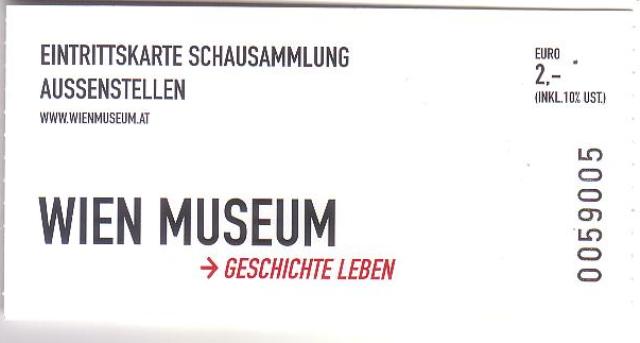 EINTRITTSKARTE SCHAUSAMMLUNG
AUSSENSTELLEN
WWW.WIENMUSEUM.AT
EURO
2,-
(INKL.10% UST.)
WIEN MUSEUM
→ GESCHICHTE LEBEN
0059005